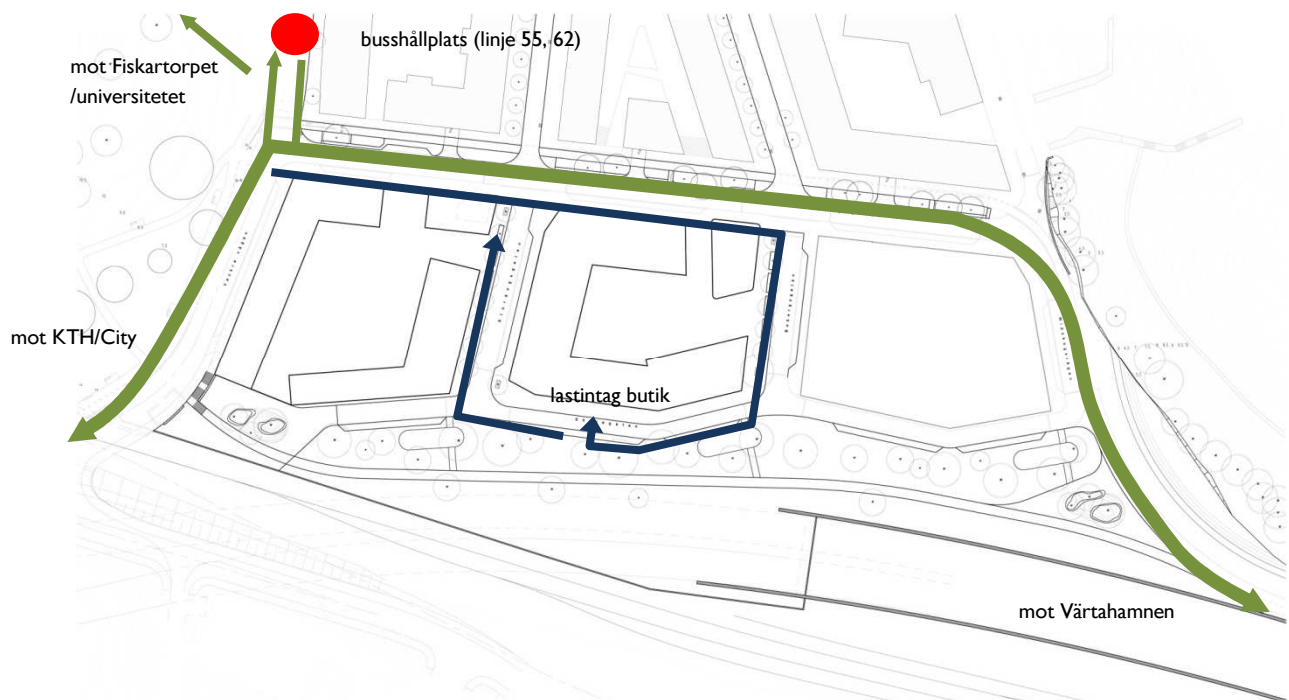 busshållplats (linje 55, 62)
mot Fiskartorpet
/universitetet
mot KTH/City
lastintag butik
mot Värtahamnen